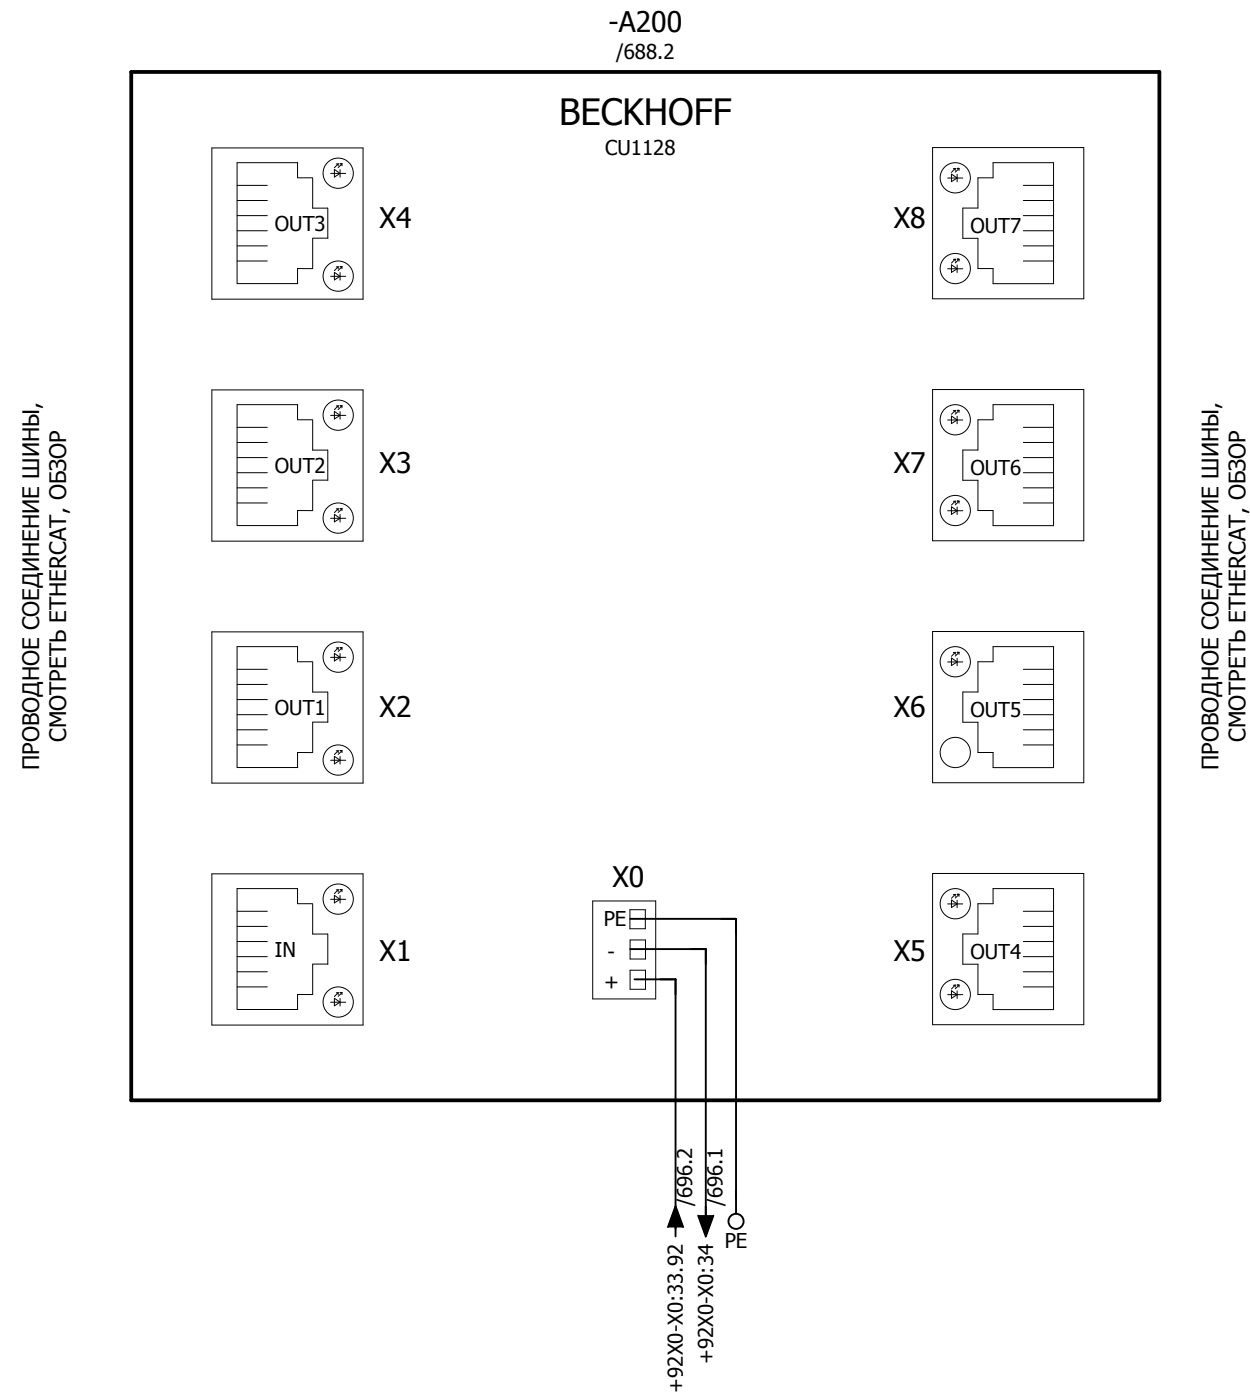 -A200
/688.2
BECKHOFF
CU1128
OUT3
X4
X8
OUT7
OUT2
X3
X7
OUT6
OUT1
X2
X6
OUT5
IN
X1
X0
PE
-
+
X5
OUT4
ПРОВОДНОЕ СОЕДИНЕНИЕ ШИНЫ,
СМОТРЕТЬ ETHERCAT, ОБЗОР
ПРОВОДНОЕ СОЕДИНЕНИЕ ШИНЫ,
СМОТРЕТЬ ETHERCAT, ОБЗОР
/696.2
/696.1
PE
+92X0-X0:33.92
+92X0-X0:34